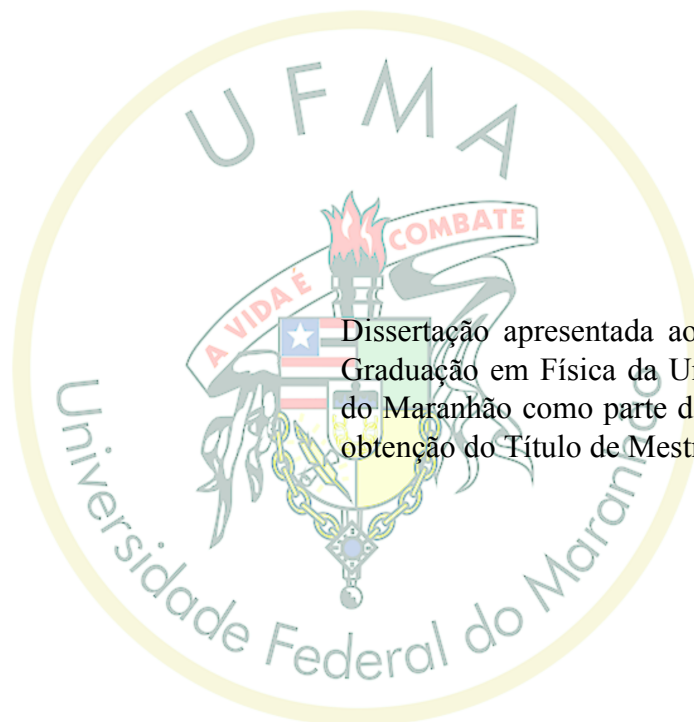 UFMA
A VIDA É COMBATE
Dissertação apresentada ao
Graduação em Física da
do Maranhão como parte
obtenção do Título de
Universidade Federal do Maranhão